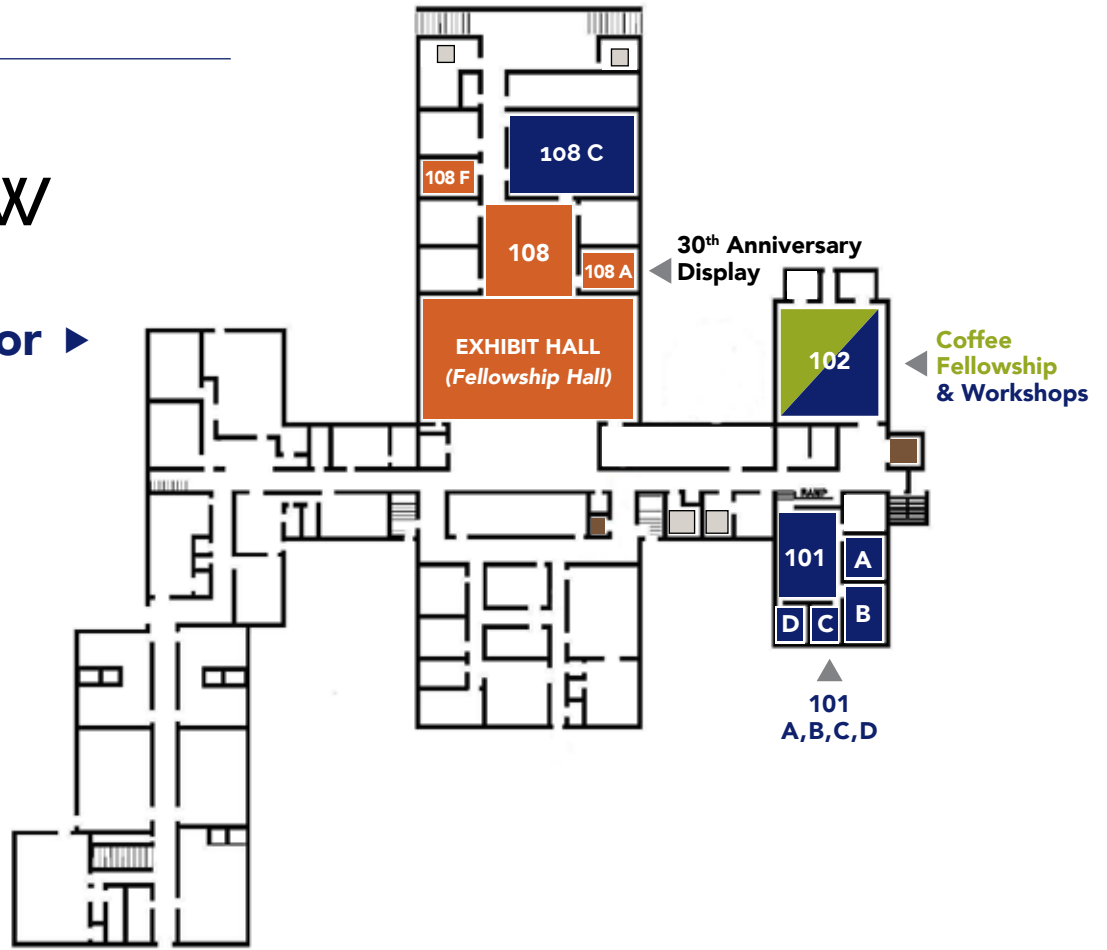 w
or ▶
108 C
108 F
108
108 A
30th Anniversary
Display
EXHIBIT HALL
(Fellowship Hall)
102
Coffee
Fellowship
& Workshops
RAMP
101
A
B
C
D
101
A,B,C,D